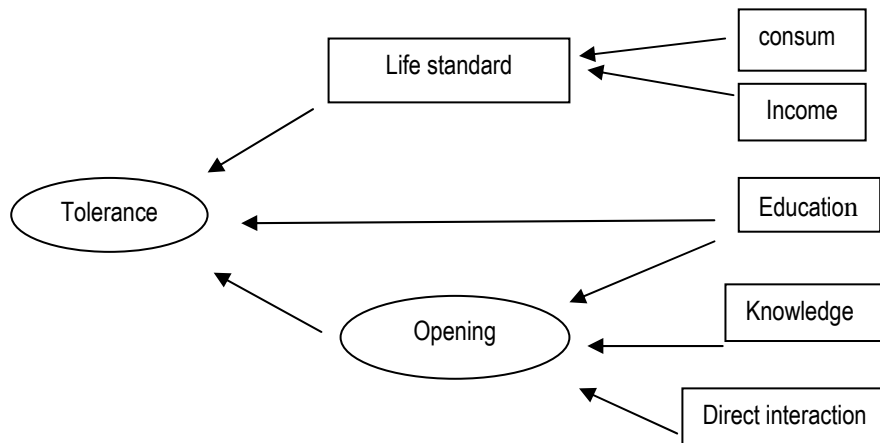 consum
Life standard
Income
Tolerance
Education
Knowledge
Opening
Direct interaction